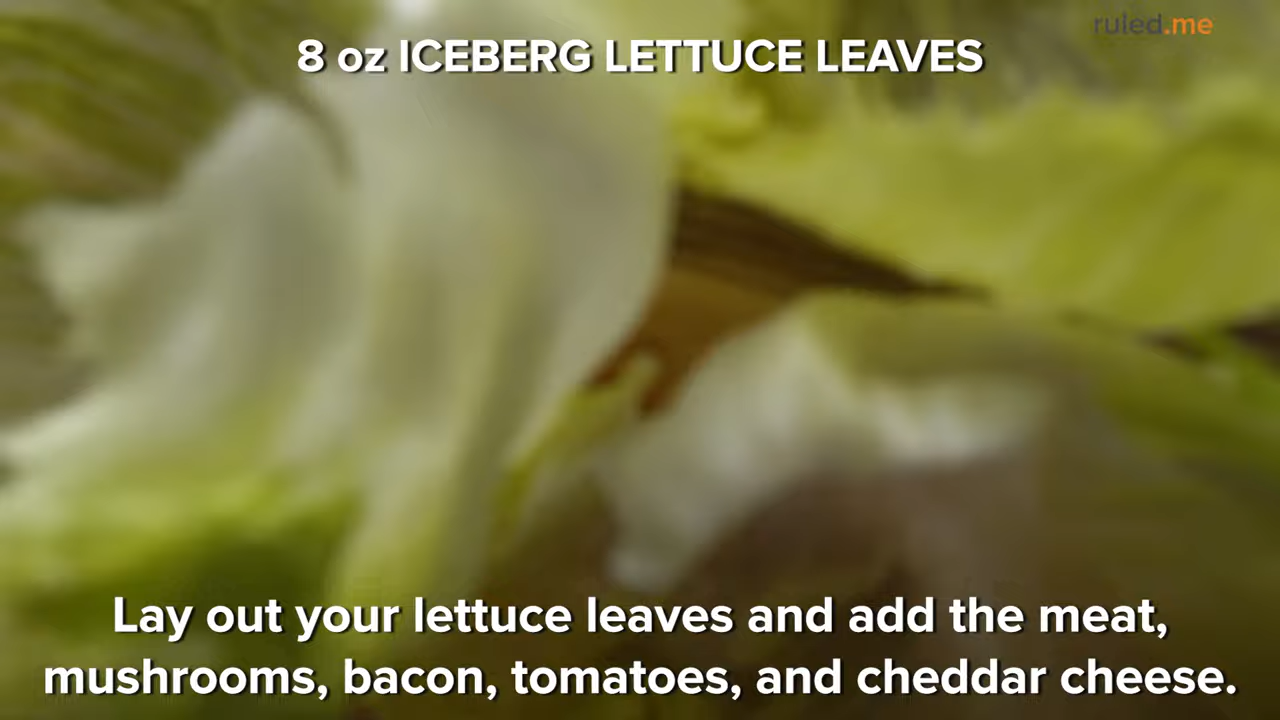 ruled.me
8 oz ICEBERG LETTUCE LEAVES
Lay out your lettuce leaves and add the meat,
mushrooms, bacon, tomatoes, and cheddar cheese.